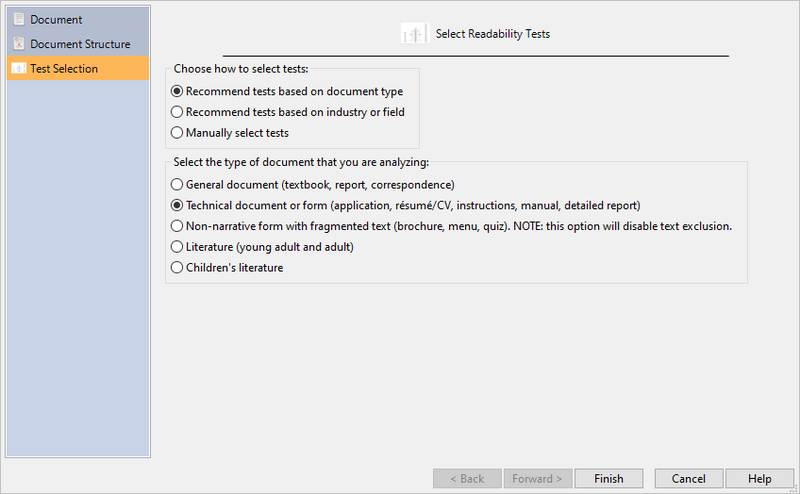 Document
Document Structure
Test Selection
Select Readability Tests
Choose how to select tests:
Recommend tests based on document type
Recommend tests based on industry or field
Manually select tests
Select the type of document that you are analyzing:
General document (textbook, report, correspondence)
Technical document or form (application, résumé/CV, instructions, manual, detailed report)
Non-narrative form with fragmented text (brochure, menu, quiz). NOTE: this option will disable text exclusion.
Literature (young adult and adult)
Children's literature
< Back Forward > Finish Cancel Help